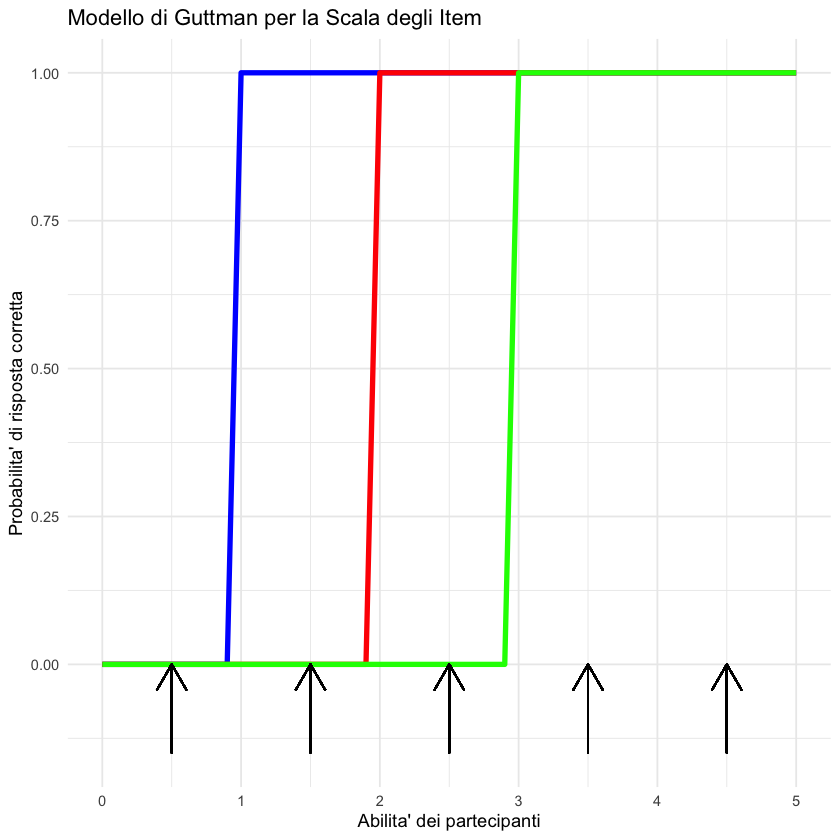 Modello di Guttman per la Scala degli Item
Probabilita' di risposta corretta
1.00
0.75
0.50
0.25
0.00
0 1 2 3 4 5
Abilita' dei partecipanti